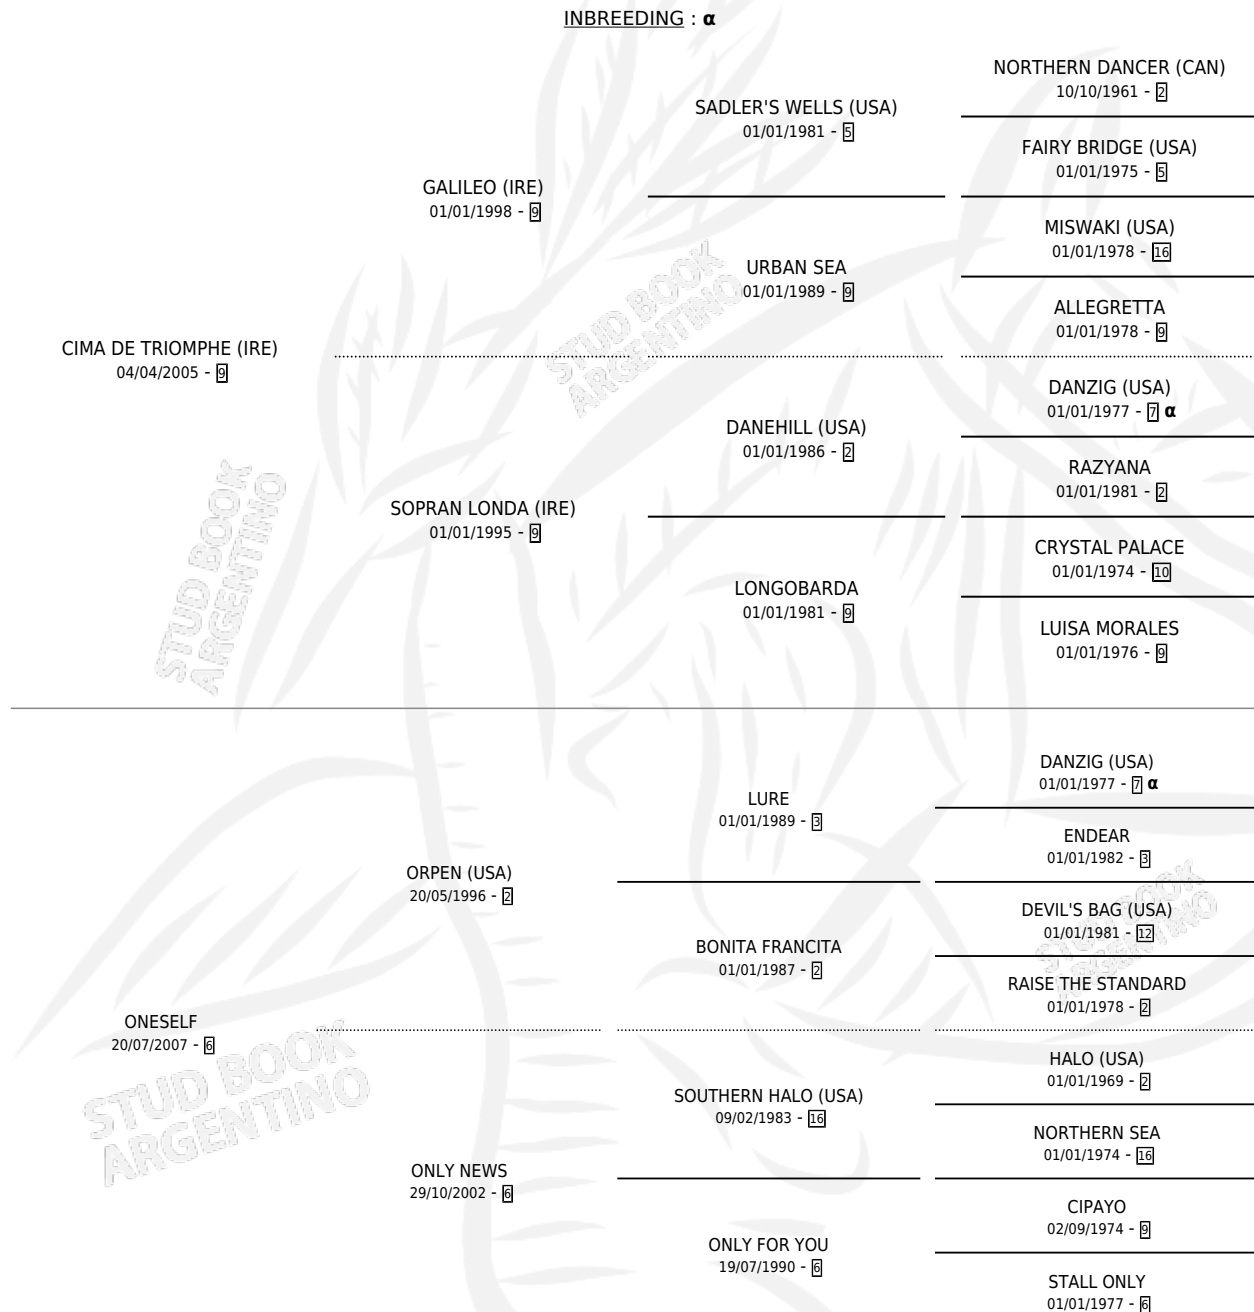 INBREEDING : α
NORTHERN DANCER (CAN)
10/10/1961 - 2
SADLER'S WELLS (USA)
01/01/1981 - 5
FAIRY BRIDGE (USA)
01/01/1975 - 5
GALILEO (IRE)
01/01/1998 - 9
MISWAKI (USA)
01/01/1978 - 16
URBAN SEA
01/01/1989 - 9
ALLEGRETTA
01/01/1978 - 9
CIMA DE TRIOMPHE (IRE)
04/04/2005 - 9
DANZIG (USA)
01/01/1977 - 7 α
DANEHILL (USA)
01/01/1986 - 2
RAZYANA
01/01/1981 - 2
SOPRAN LONDA (IRE)
01/01/1995 - 9
CRYSTAL PALACE
01/01/1974 - 10
LONGOBARDA
01/01/1981 - 9
LUISA MORALES
01/01/1976 - 9
DANZIG (USA)
01/01/1977 - 7 α
LURE
01/01/1989 - 3
ENDEAR
01/01/1982 - 3
ORPEN (USA)
20/05/1996 - 2
DEVIL'S BAG (USA)
01/01/1981 - 12
BONITA FRANCITA
01/01/1987 - 2
RAISE THE STANDARD
01/01/1978 - 2
ONESELF
20/07/2007 - 6
HALO (USA)
01/01/1969 - 2
SOUTHERN HALO (USA)
09/02/1983 - 16
NORTHERN SEA
01/01/1974 - 16
ONLY NEWS
29/10/2002 - 6
CIPAYO
02/09/1974 - 9
ONLY FOR YOU
19/07/1990 - 6
STALL ONLY
01/01/1977 - 6
STUD BOOK
ARGENTINO
STUD BOOK
ARGENTINO
STUD BOOK
ARGENTINO
STUD BOOK
ARGENTINO